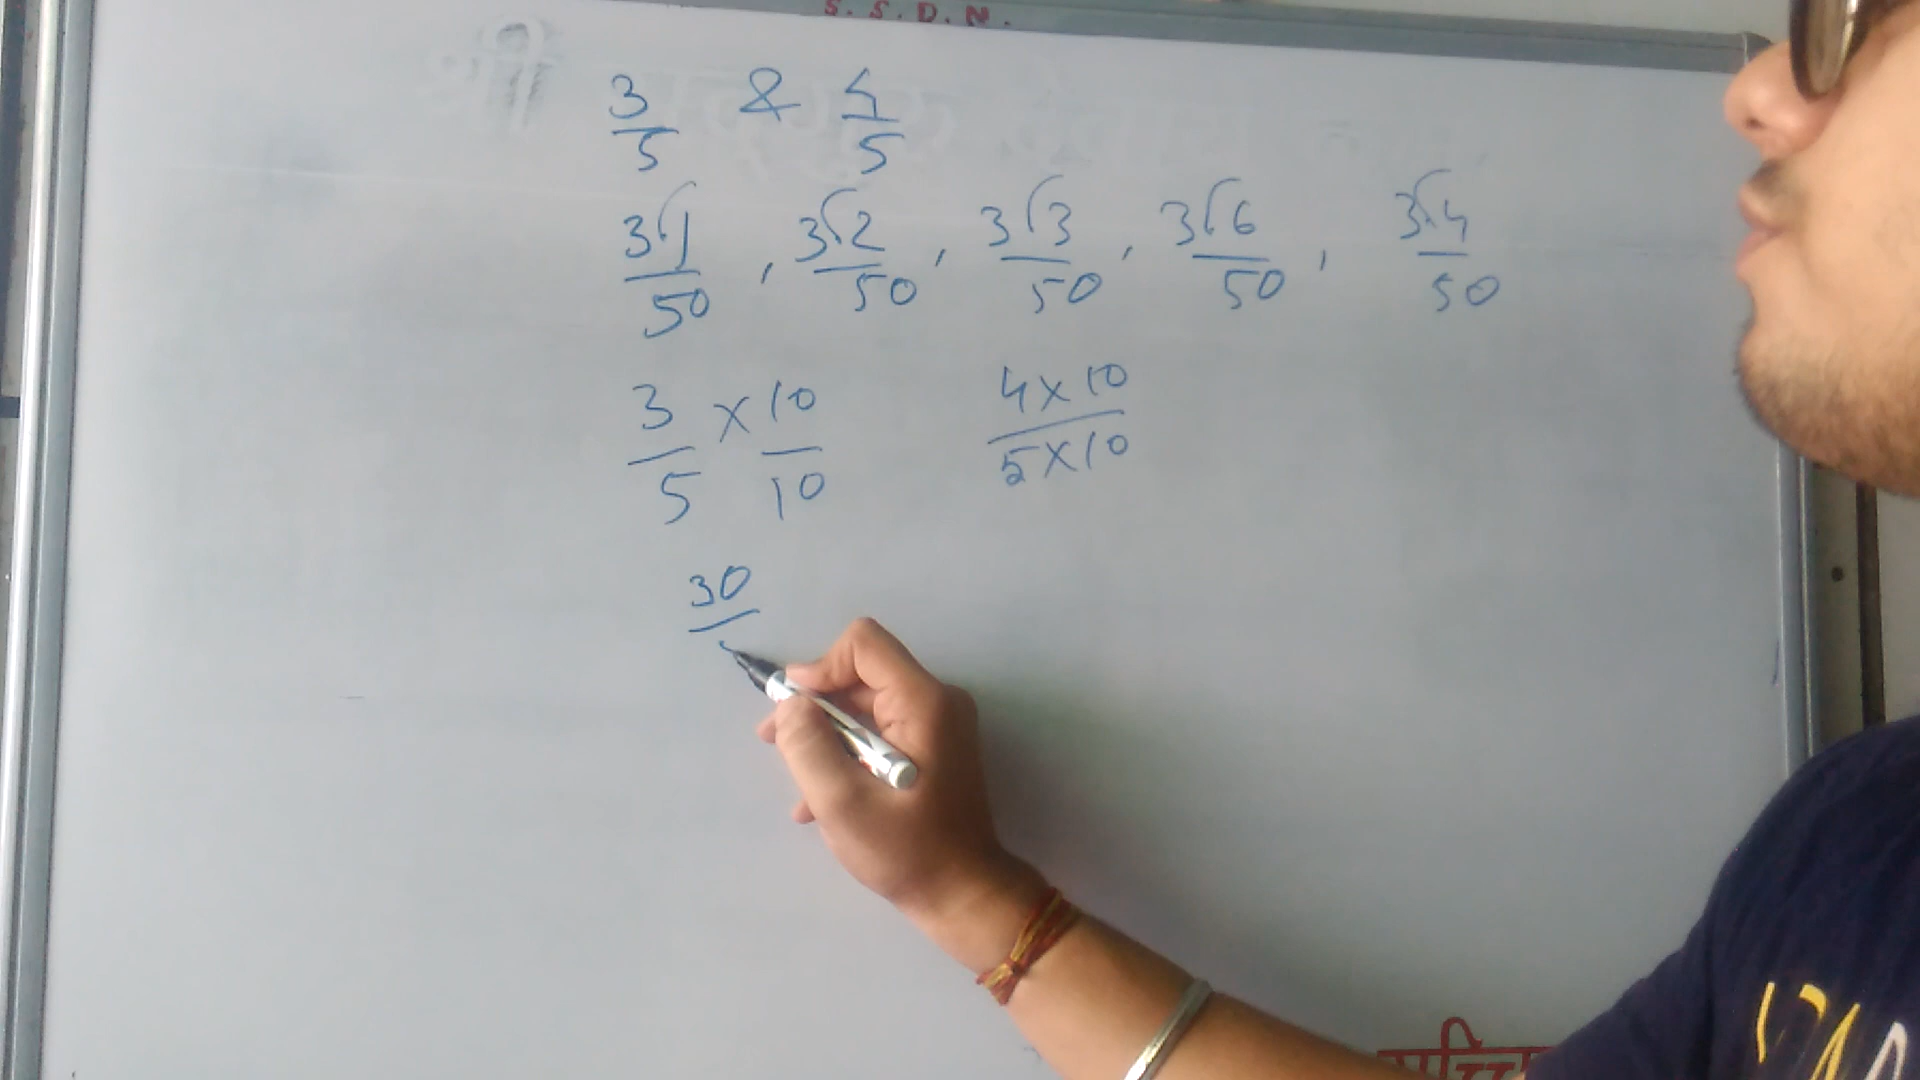 S. S. D. N.
3/5 & 4/5
31/50 , 32/50 , 33/50 , 36/50 , 34/50
3/5 × 10/10 4×10/5×10
30/